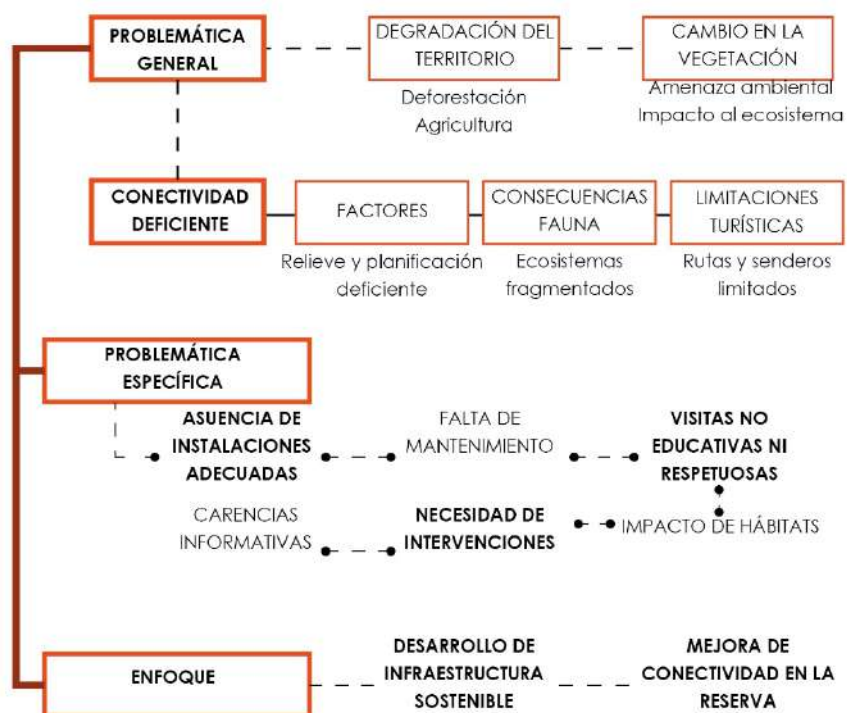 PROBLEMÁTICA
GENERAL
DEGRADACIÓN DEL
TERRITORIO
Deforestación
Agricultura
CAMBIO EN LA
VEGETACIÓN
Amenaza ambiental
Impacto al ecosistema
CONECTIVIDAD
DEFICIENTE
FACTORES
Relieve y planificación
deficiente
CONSECUENCIAS
FAUNA
Ecosistemas
fragmentados
LIMITACIONES
TURÍSTICAS
Rutas y senderos
limitados
PROBLEMÁTICA
ESPECÍFICA
ASUENCIA DE
INSTALACIONES
ADECUADAS
FALTA DE
MANTENIMIENTO
VISITAS NO
EDUCATIVAS NI
RESPETUOSAS
CARENCIAS
INFORMATIVAS
NECESIDAD DE
INTERVENCIONES
IMPACTO DE HÁBITATS
ENFOQUE
DESARROLLO DE
INFRAESTRUCTURA
SOSTENIBLE
MEJORA DE
CONECTIVIDAD EN LA
RESERVA